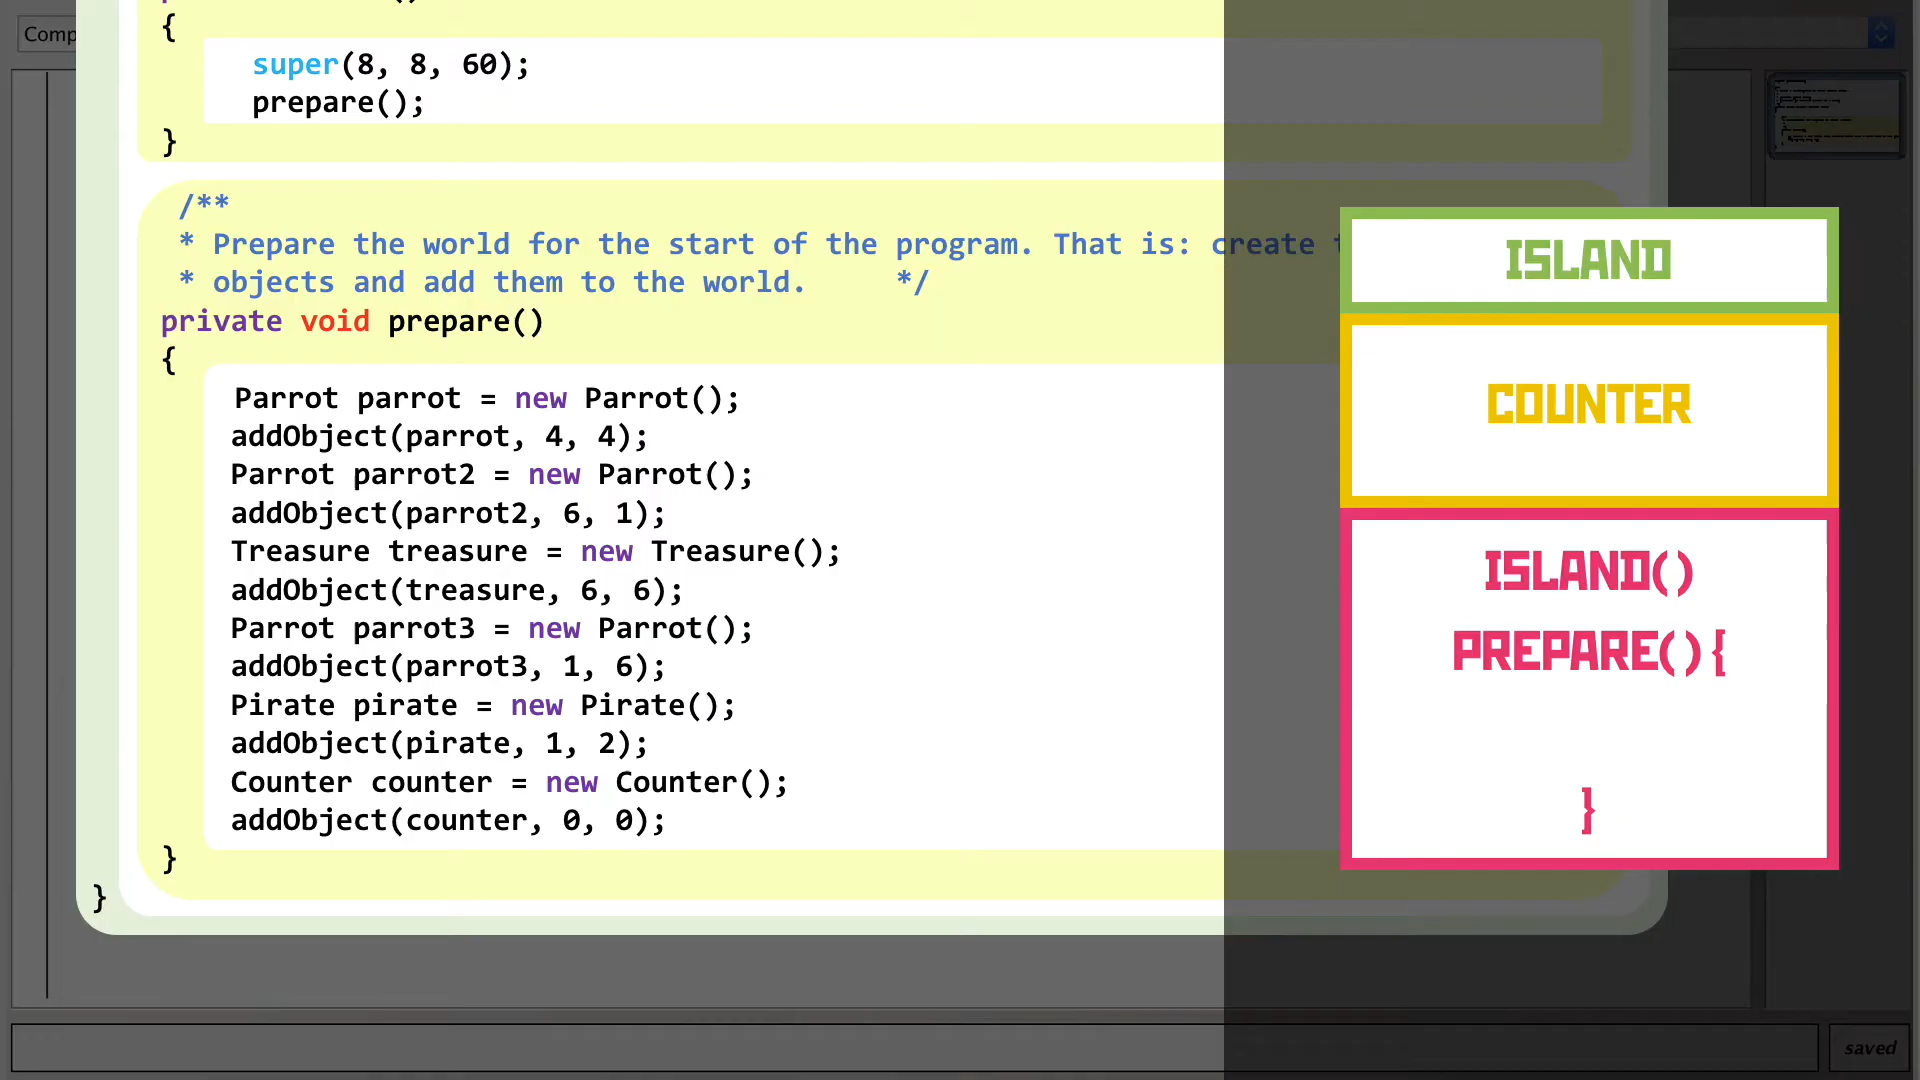 Comp
{
super(8, 8, 60);
prepare();
}
/**
* Prepare the world for the start of the program. That is: create
* objects and add them to the world. */
private void prepare()
{
Parrot parrot = new Parrot();
addObject(parrot, 4, 4);
Parrot parrot2 = new Parrot();
addObject(parrot2, 6, 1);
Treasure treasure = new Treasure();
addObject(treasure, 6, 6);
Parrot parrot3 = new Parrot();
addObject(parrot3, 1, 6);
Pirate pirate = new Pirate();
addObject(pirate, 1, 2);
Counter counter = new Counter();
addObject(counter, 0, 0);
}
}
ISLAND
COUNTER
ISLAND()
PREPARE(){
}
saved